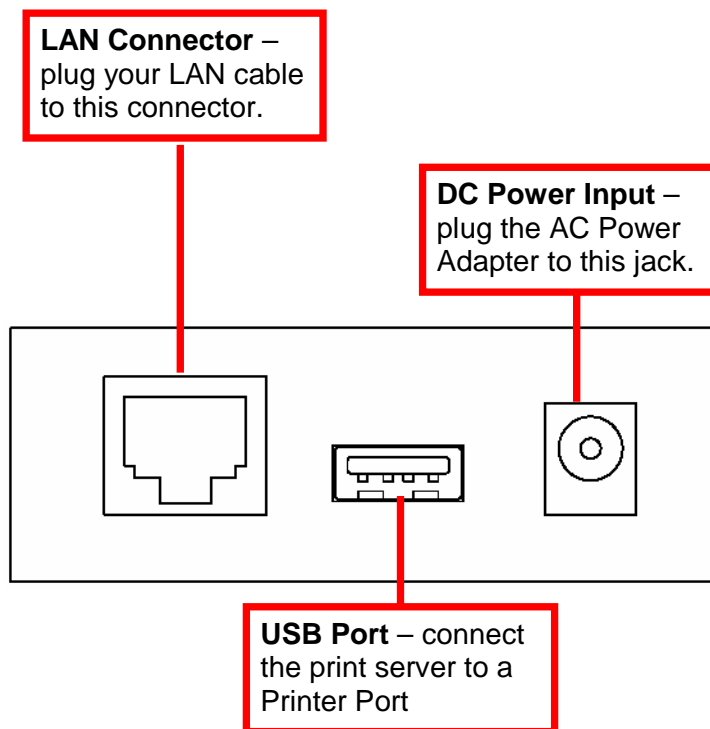 LAN Connector –
plug your LAN cable
to this connector.
DC Power Input –
plug the AC Power
Adapter to this jack.
USB Port – connect
the print server to a
Printer Port